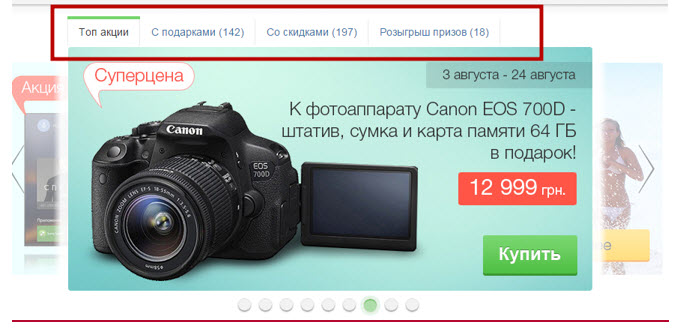 Топ акции
С подарками (142)
Со скидками (197)
Розыгрыш призов (18)
Акция
Суперцена
3 августа - 24 августа
К фотоаппарату Canon EOS 700D -
штатив, сумка и карта памяти 64 ГБ
в подарок!
12 999 грн.
Купить
Canon
EOS
700D